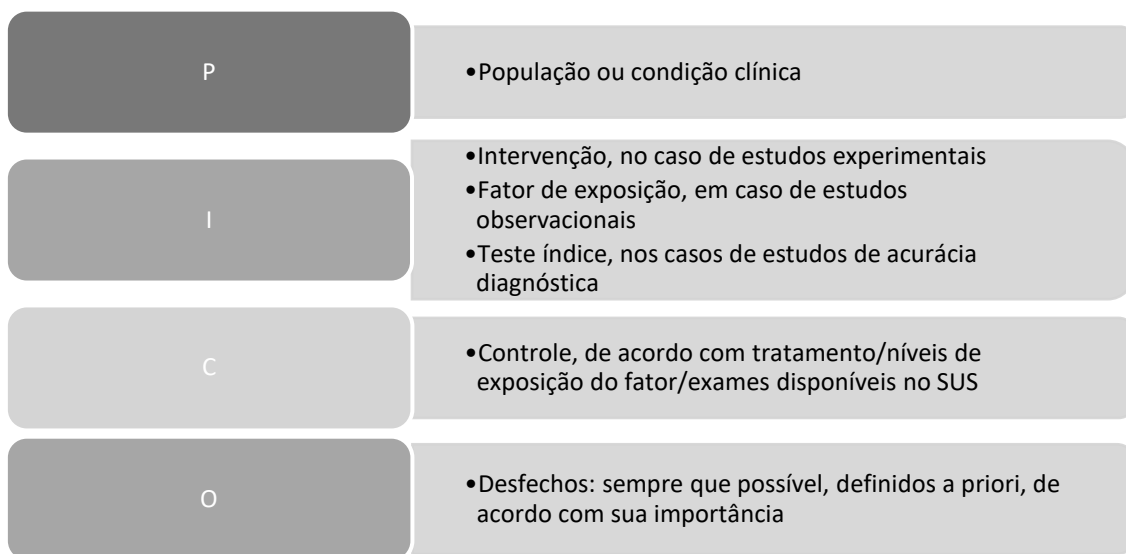 P
•População ou condição clínica
I
•Intervenção, no caso de estudos experimentais
•Fator de exposição, em caso de estudos
observacionais
•Teste índice, nos casos de estudos de acurácia
diagnóstica
C
•Controle, de acordo com tratamento/níveis de
exposição do fator/exames disponíveis no SUS
O
•Desfechos: sempre que possível, definidos a priori, de
acordo com sua importância